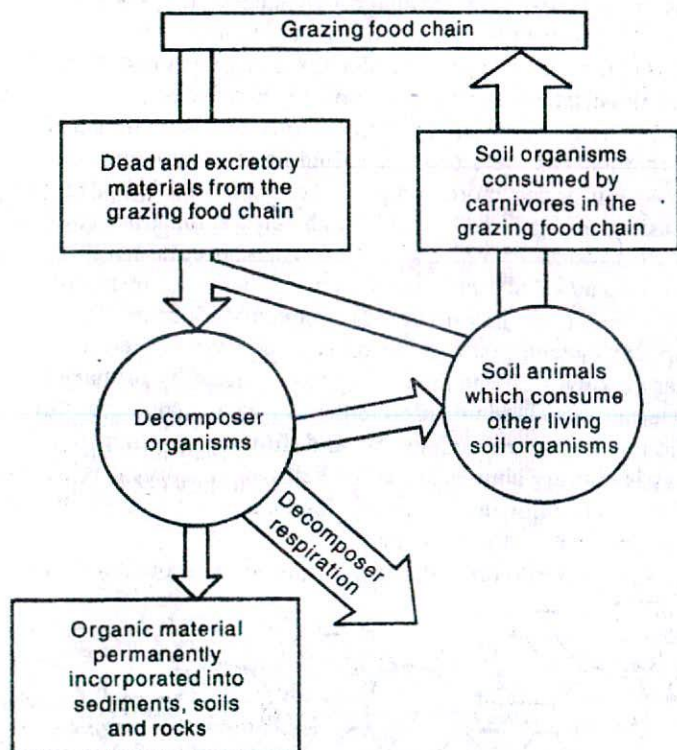 Grazing food chain
Dead and excretory
materials from the
grazing food chain
Soil organisms
consumed by
carnivores in the
grazing food chain
Decomposer
organisms
Soil animals
which consume
other living
soil organisms
Decomposer
respiration
Organic material
permanently
incorporated into
sediments, soils
and rocks